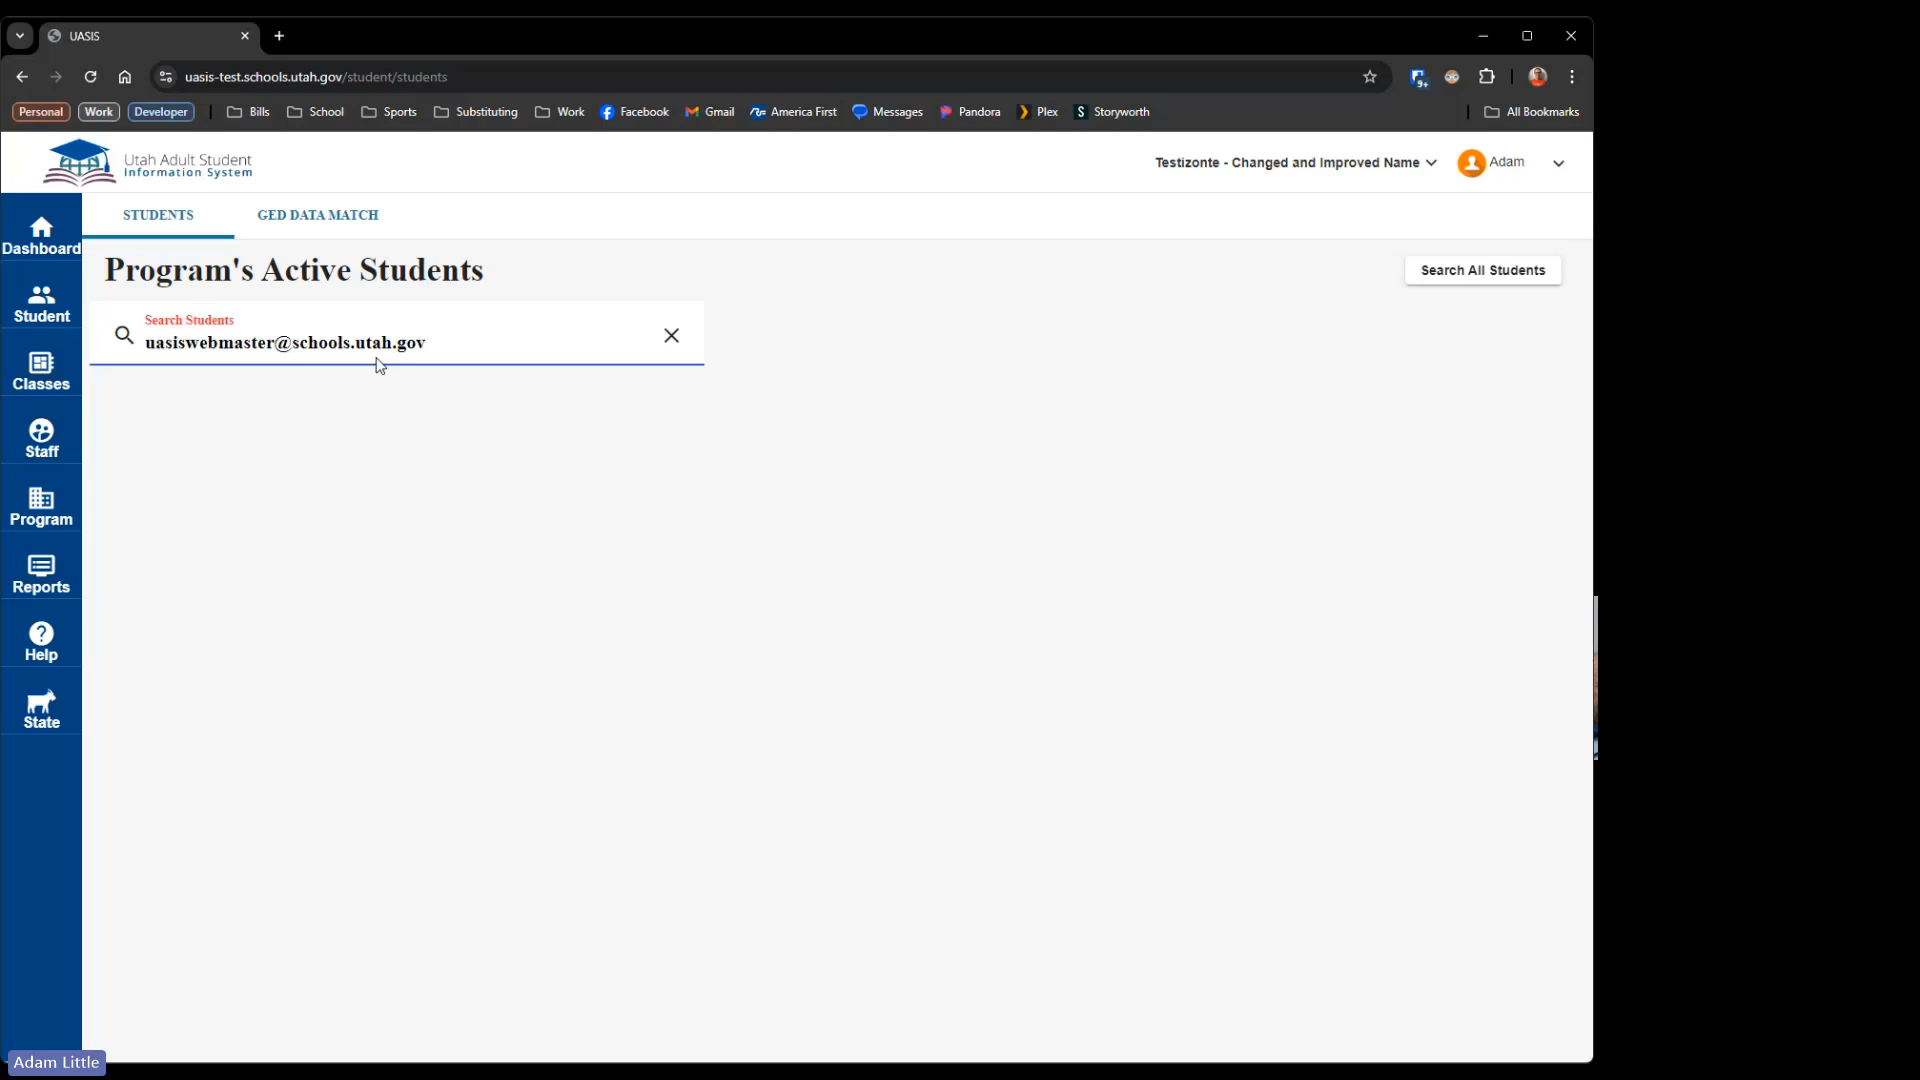 UASIS
uasis-test.schools.utah.gov/student/students
9+
Personal Work Developer Bills School Sports Substituting Work Facebook Gmail America First Messages Pandora Plex Storyworth All Bookmarks
Utah Adult Student
Information System
Testizonte - Changed and Improved Name
Adam
STUDENTS
GED DATA MATCH
Program's Active Students
Search All Students
Search Students
uasiswebmaster@schools.utah.gov
Dashboard
Student
Classes
Staff
Program
Reports
Help
State
Adam Little